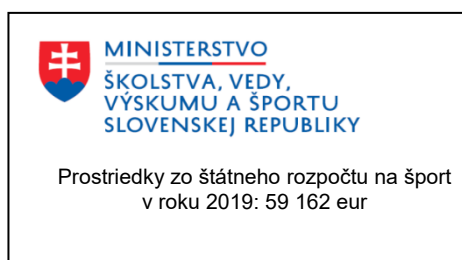 MINISTERSTVO
ŠKOLSTVA, VEDY,
VÝSKUMU A ŠPORTU
SLOVENSKEJ REPUBLIKY
Prostriedky zo štátneho rozpočtu na šport
v roku 2019: 59 162 eur